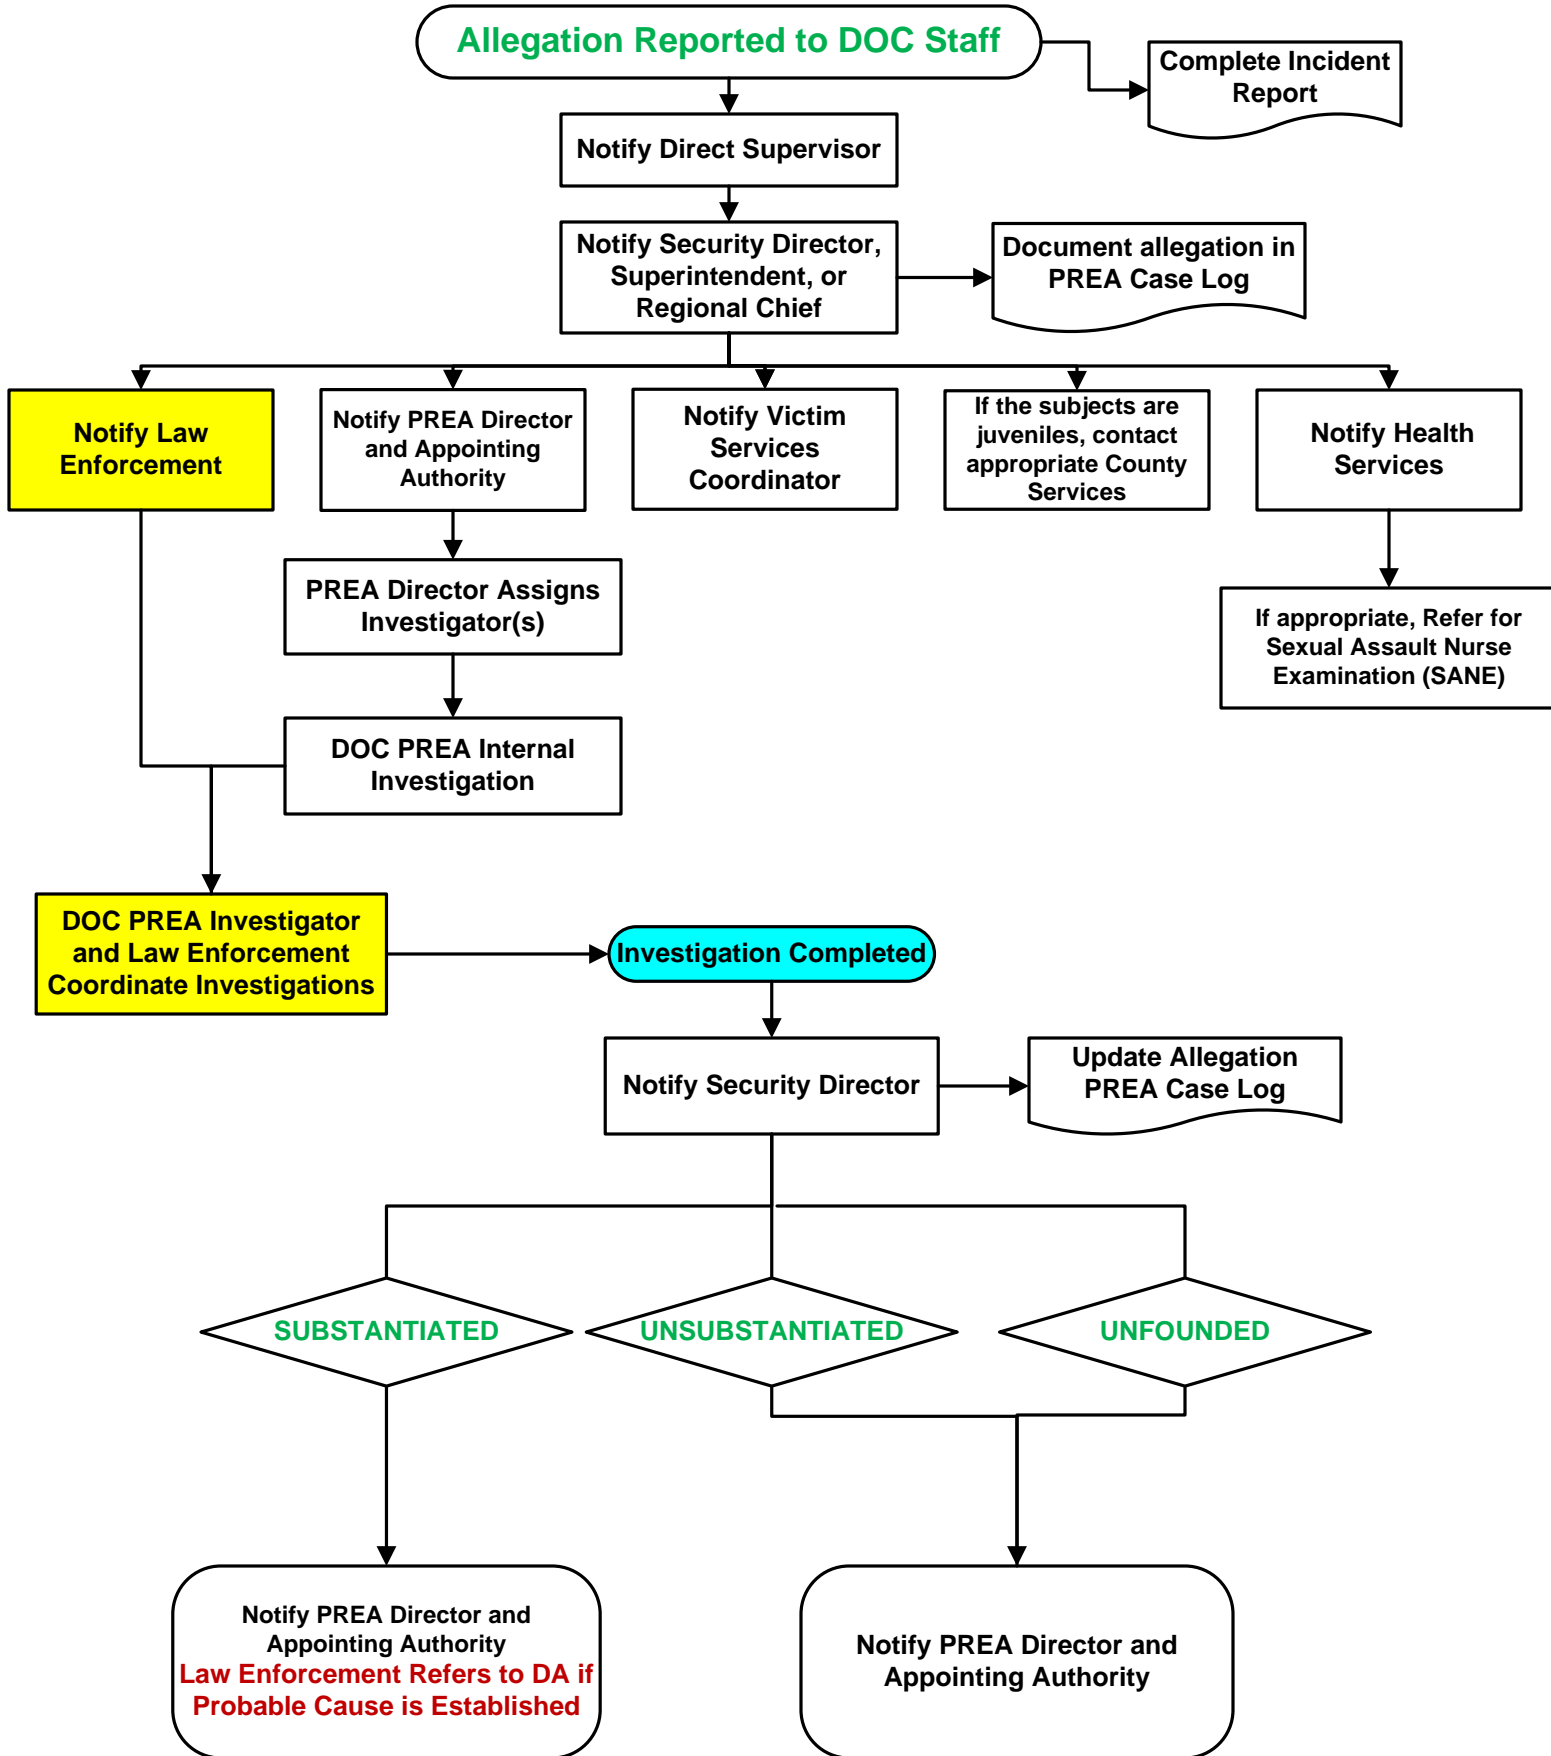 Allegation Reported to DOC Staff
Complete Incident
Report
Notify Direct Supervisor
Notify Security Director,
Superintendent, or
Regional Chief
Document allegation in
PREA Case Log
Notify Law
Enforcement
Notify PREA Director
and Appointing
Authority
Notify Victim
Services
Coordinator
If the subjects are
juveniles, contact
appropriate County
Services
Notify Health
Services
PREA Director Assigns
Investigator(s)
If appropriate, Refer for
Sexual Assault Nurse
Examination (SANE)
DOC PREA Internal
Investigation
DOC PREA Investigator
and Law Enforcement
Coordinate Investigations
Investigation Completed
Notify Security Director
Update Allegation
PREA Case Log
SUBSTANTIATED
UNSUBSTANTIATED
UNFOUNDED
Notify PREA Director and
Appointing Authority
Law Enforcement Refers to DA if
Probable Cause is Established
Notify PREA Director and
Appointing Authority